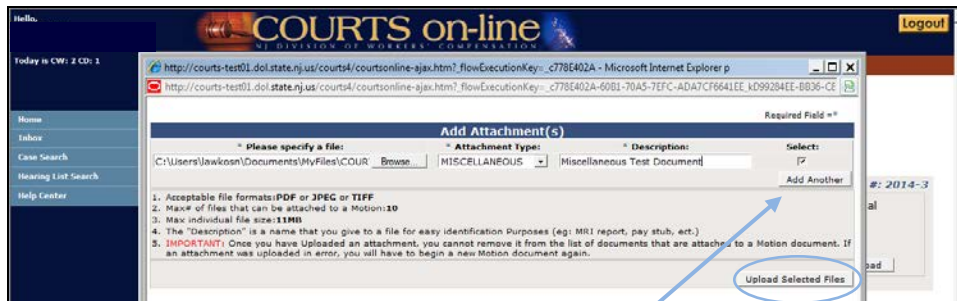 Hello,
COURTS on-line
NJ DIVISION OF WORKERS' COMPENSATION
Logout
Today is CW: 2 CD: 1
http://courts-test01.dol.state.nj.us/courts4/courtsonline-ajax.htm?_flowExecutionKey=_c778E402A - Microsoft Internet Explorer p
http://courts-test01.dol.state.nj.us/courts4/courtsonline-ajax.htm?_flowExecutionKey=_c778E402A-60B1-70A5-7EFC-ADA7CF6641EE_kD99284EE-BB36-CE
Home
Inbox
Case Search
Hearing List Search
Help Center
Required Field =*
Add Attachment(s)
* Please specify a file: * Attachment Type: * Description: Select:
C:\Users\lawkosn\Documents\MyFiles\COUR Browse... MISCELLANEOUS Miscellaneous Test Document
Add Another
#: 2014-3
al
1. Acceptable file formats:PDF or JPEG or TIFF
2. Max# of files that can be attached to a Motion:10
3. Max individual file size:11MB
4. The "Description" is a name that you give to a file for easy identification Purposes (eg: MRI report, pay stub, ect.)
5. IMPORTANT: Once you have Uploaded an attachment, you cannot remove it from the list of documents that are attached to a Motion document. If
an attachment was uploaded in error, you will have to begin a new Motion document again.
oad
Upload Selected Files